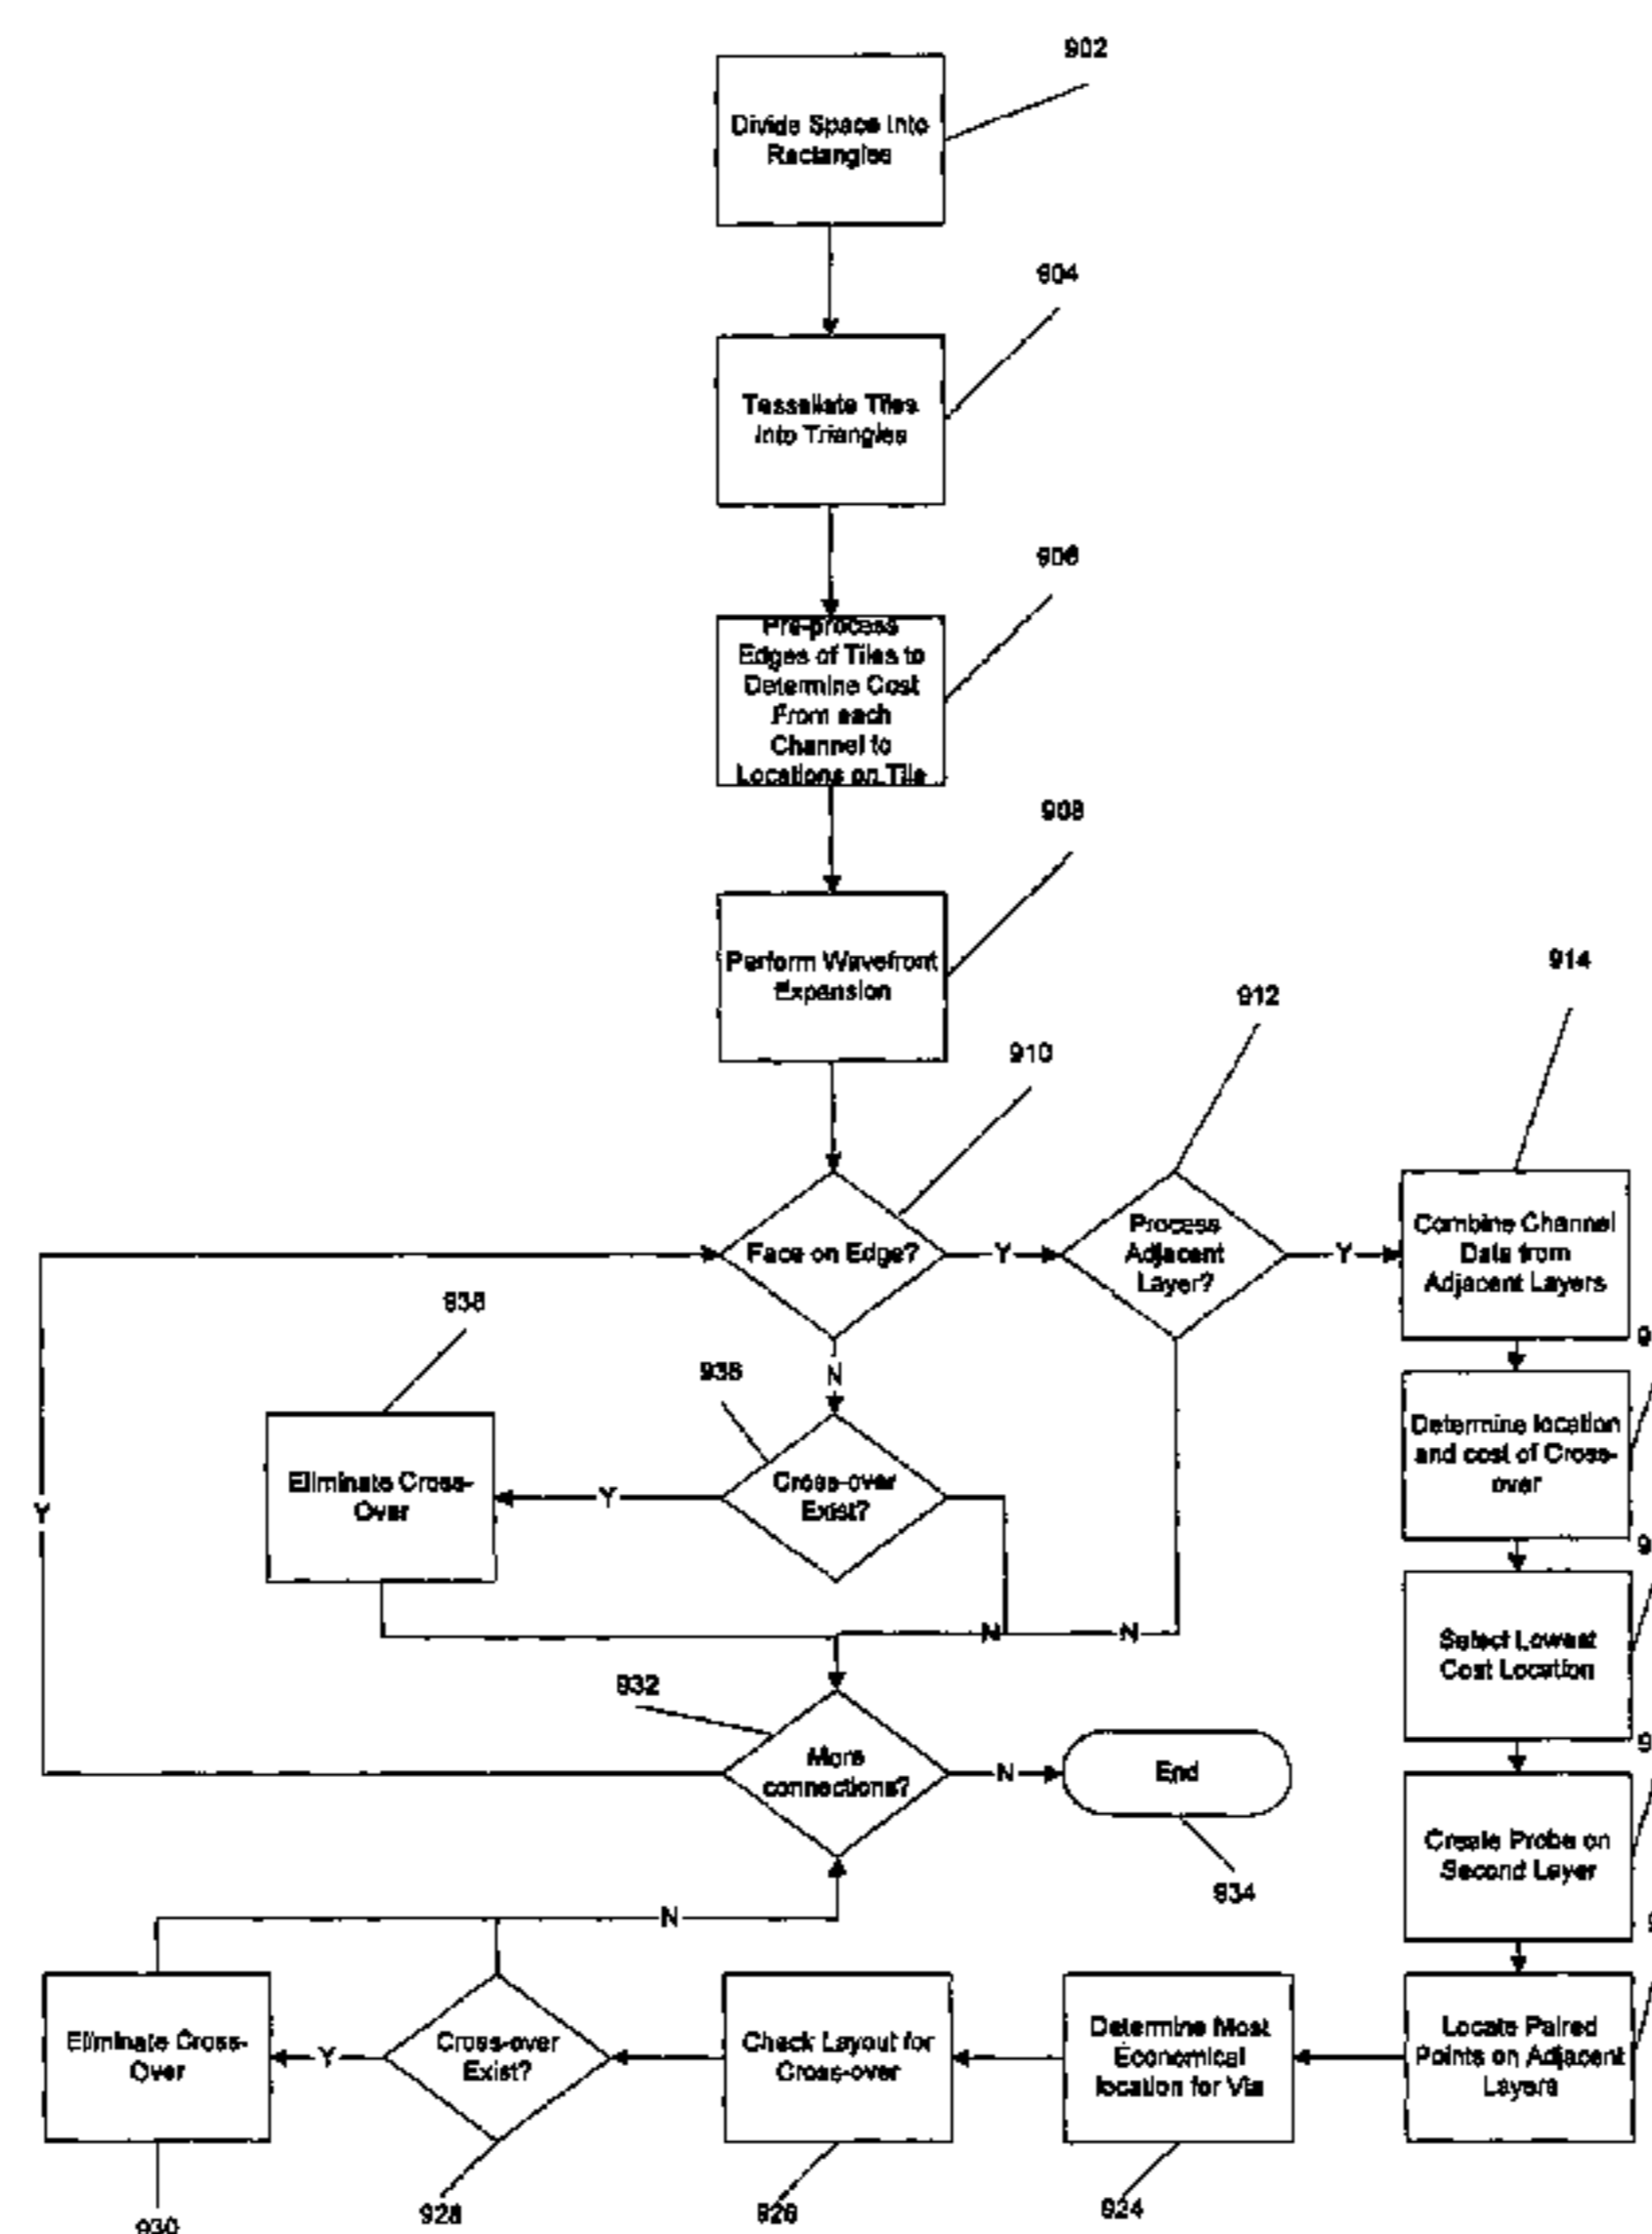 902
Divide Space Into
Rectangles
904
Tessellate Tiles
Into Triangles
906
Pre-process
Edges of Tiles to
Determine Cost
From each
Channel to
Locations on Tile
908
Perform Wavefront
Expansion
910
912
914
Face on Edge?
Y
Process
Adjacent
Layer?
Y
Combine Channel
Data from
Adjacent Layers
9
N
938
936
Eliminate Cross-
Over
Y
Cross-over
Exist?
Determine location
and cost of Cross-
over
9
Y
N
N
Select Lowest
Cost Location
9
932
More
connections?
N
End
934
Create Probe on
Second Layer
9
N
Eliminate Cross-
Over
Y
Cross-over
Exist?
Check Layout for
Cross-over
Determine Most
Economical
location for Via
Locate Paired
Points on Adjacent
Layers
930
928
926
924